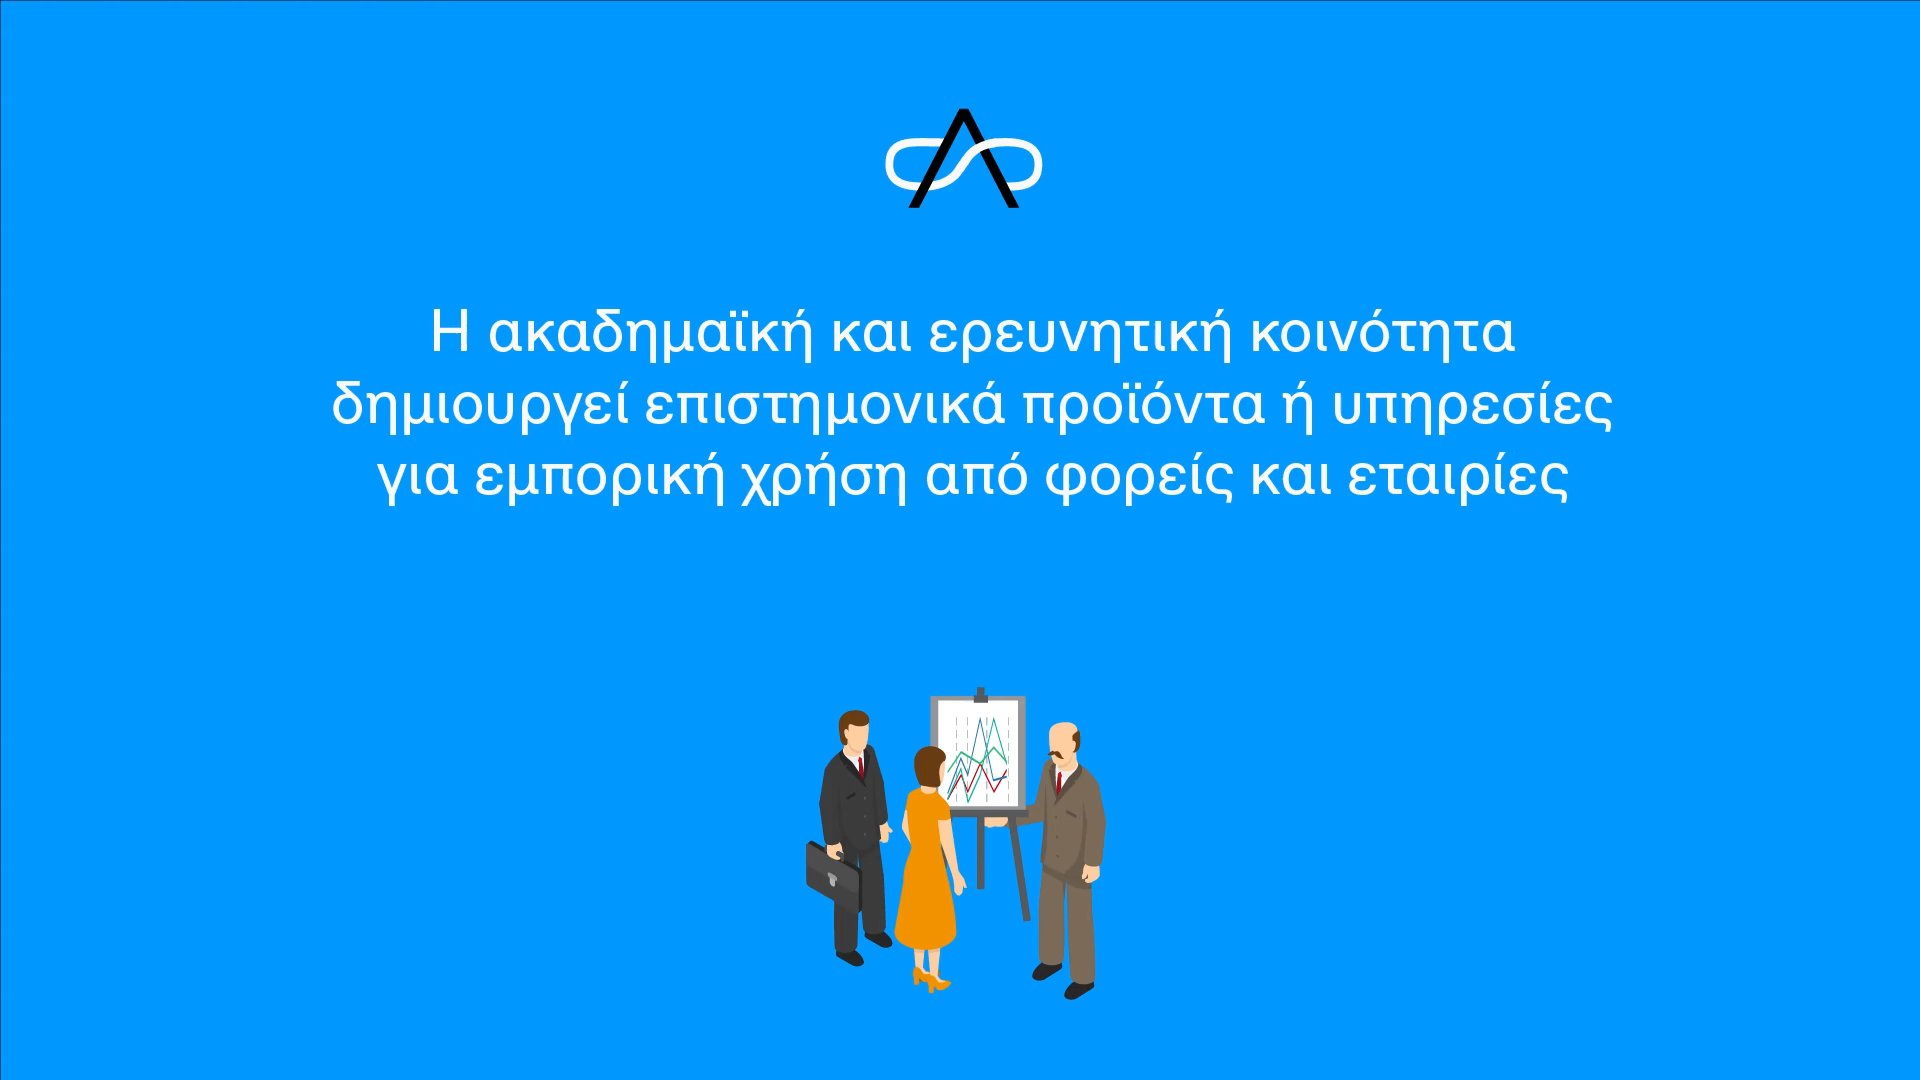 Η ακαδημαϊκή και ερευνητική κοινότητα
δημιουργεί επιστημονικά προϊόντα ή υπηρεσίες
για εμπορική χρήση από φορείς και εταιρίες